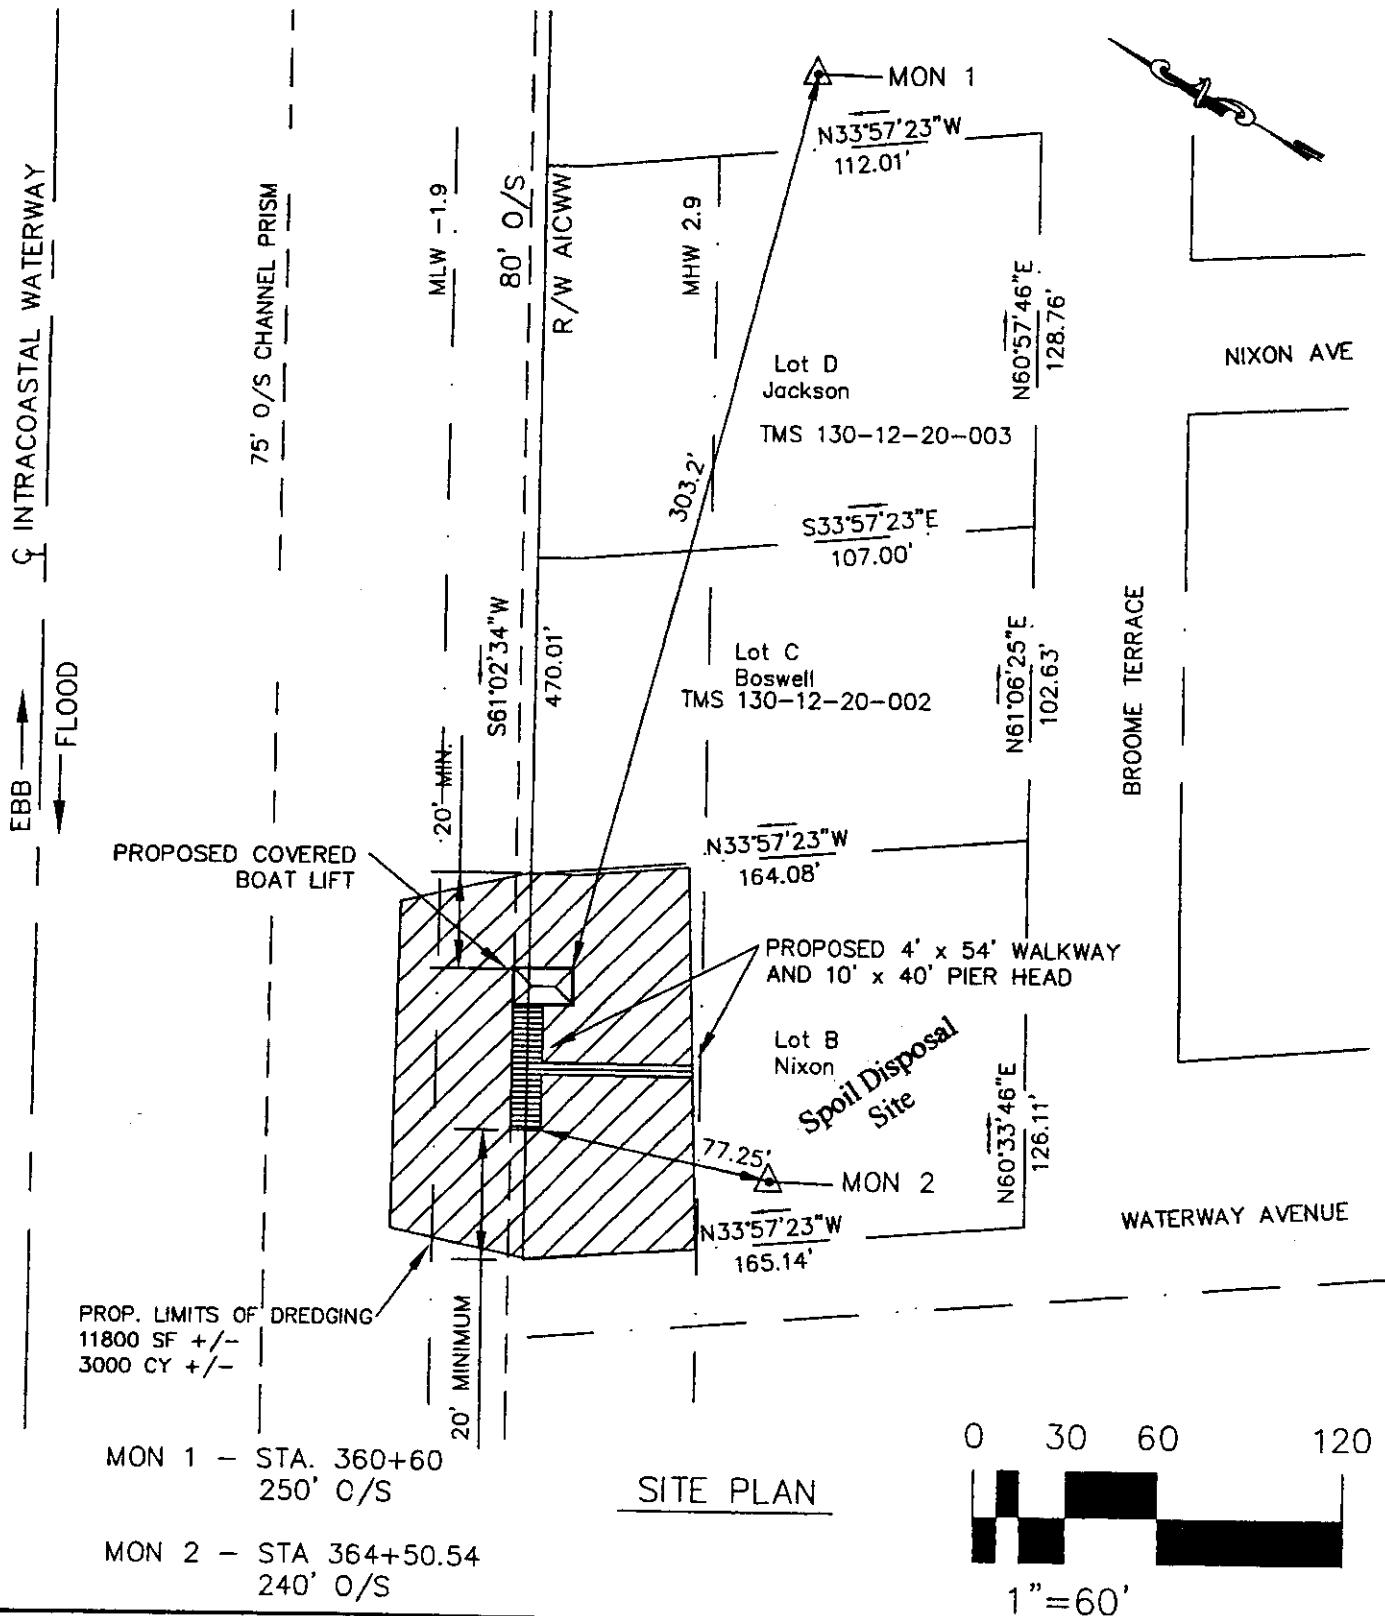 MON 1
N33°57'23"W
112.01'
℄ INTRACOASTAL WATERWAY
75' O/S CHANNEL PRISM
MLW -1.9
80' O/S
R/W AICWW
MHW 2.9
N60°57'46"E
128.76'
NIXON AVE
Lot D
Jackson
TMS 130-12-20-003
303.2'
S33°57'23"E
107.00'
S61°02'34"W
470.01'
Lot C
Boswell
TMS 130-12-20-002
N61°06'25"E
102.63'
BROOME TERRACE
EBB
FLOOD
20' MIN.
PROPOSED COVERED
BOAT LIFT
N33°57'23"W
164.08'
PROPOSED 4' x 54' WALKWAY
AND 10' x 40' PIER HEAD
Lot B
Nixon
Spoil Disposal
Site
N60°33'46"E
126.11'
77.25'
MON 2
N33°57'23"W
165.14'
WATERWAY AVENUE
PROP. LIMITS OF DREDGING
11800 SF +/-
3000 CY +/-
20' MINIMUM
MON 1 - STA. 360+60
250' O/S
MON 2 - STA 364+50.54
240' O/S
SITE PLAN
0 30 60 120
1"=60'